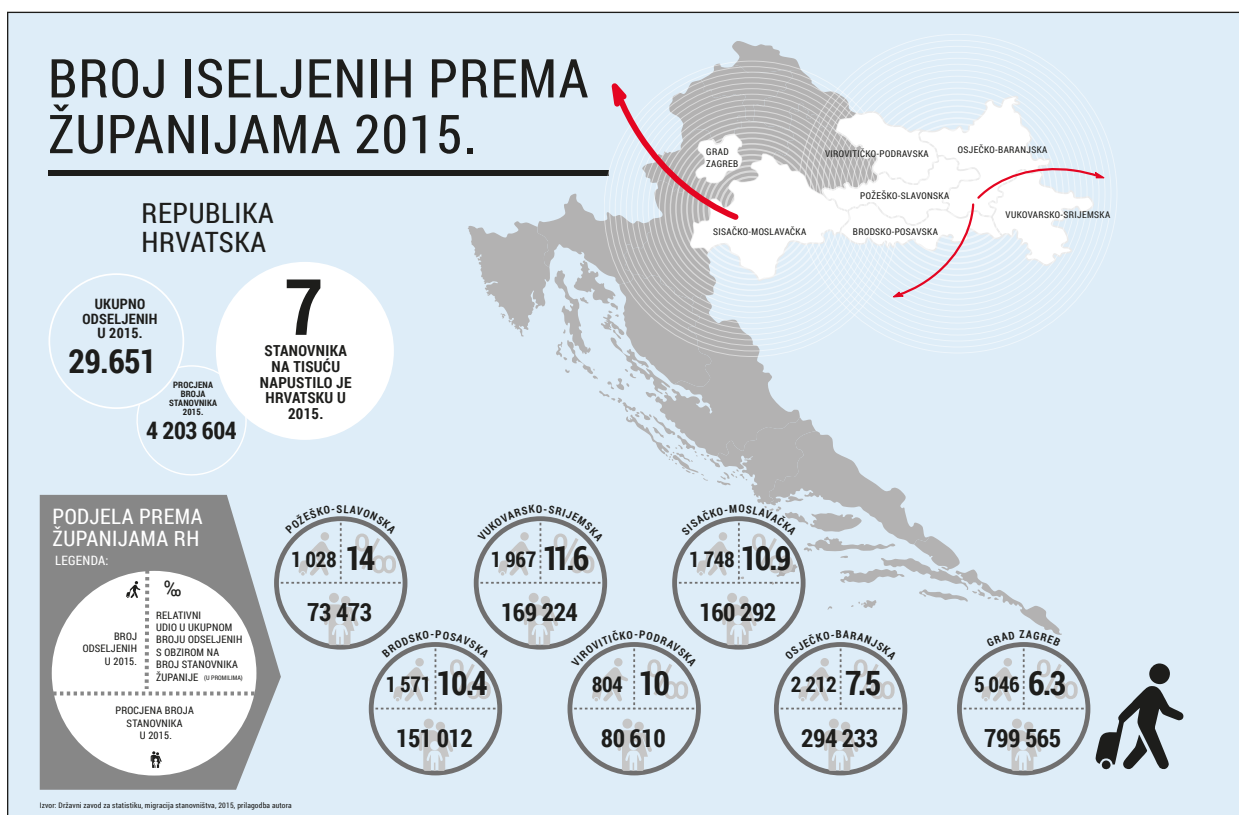 BROJ ISELJENIH PREMA
ŽUPANIJAMA 2015.
REPUBLIKA
HRVATSKA
UKUPNO
ODSELJENIH
U 2015.
29.651
PROCJENA
BROJA
STANOVNIKA
2015.
4 203 604
7
STANOVNIKA
NA TISUĆU
NAPUSTILO JE
HRVATSKU U
2015.
GRAD
ZAGREB
VIROVITIČKO-PODRAVSKA
OSJEČKO-BARANJSKA
POŽEŠKO-SLAVONSKA
VUKOVARSKO-SRIJEMSKA
SISAČKO-MOSLAVAČKA
BRODSKO-POSAVSKA
PODJELA PREMA
ŽUPANIJAMA RH
LEGENDA:
BROJ
ODSELJENIH
U 2015.
‰
RELATIVNI
UDIO U UKUPNOM
BROJU ODSELJENIH
S OBZIROM NA
BROJ STANOVNIKA
ŽUPANIJE (U PROMILIMA)
PROCJENA BROJA
STANOVNIKA
U 2015.
POŽEŠKO-SLAVONSKA
1 028 14 ‰
73 473
VUKOVARSKO-SRIJEMSKA
1 967 11.6 ‰
169 224
SISAČKO-MOSLAVAČKA
1 748 10.9 ‰
160 292
BRODSKO-POSAVSKA
1 571 10.4 ‰
151 012
VIROVITIČKO-PODRAVSKA
804 10 ‰
80 610
OSJEČKO-BARANJSKA
2 212 7.5 ‰
294 233
GRAD ZAGREB
5 046 6.3 ‰
799 565
Izvor: Državni zavod za statistiku, migracija stanovništva, 2015, prilagodba autora